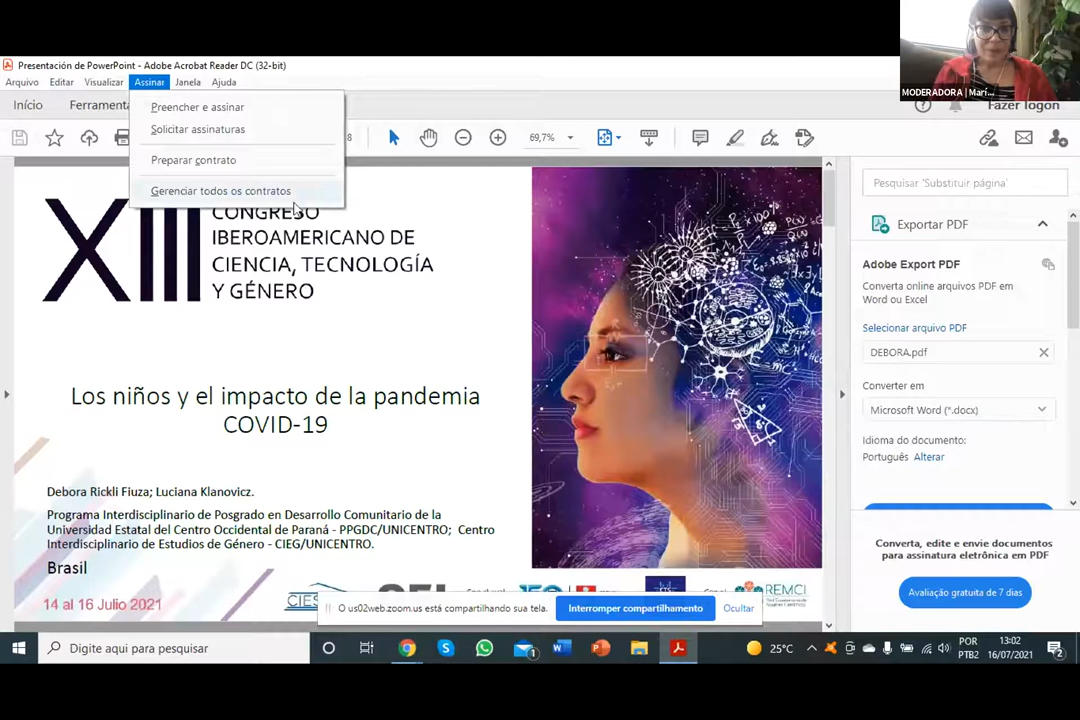 MODERADORA | Marí...
Presentación de PowerPoint - Adobe Acrobat Reader DC (32-bit)
Arquivo Editar Visualizar Assinar Janela Ajuda
Início Ferramenta
Fazer logon
Preencher e assinar
Solicitar assinaturas
Preparar contrato
Gerenciar todos os contratos
8
69,7%
XIII CONGRESO
IBEROAMERICANO DE
CIENCIA, TECNOLOGÍA
Y GÉNERO
Los niños y el impacto de la pandemia
COVID-19
Debora Rickli Fiuza; Luciana Klanovicz.
Programa Interdisciplinario de Posgrado en Desarrollo Comunitario de la
Universidad Estatal del Centro Occidental de Paraná - PPGDC/UNICENTRO; Centro
Interdisciplinario de Estudios de Género - CIEG/UNICENTRO.
Brasil
14 al 16 Julio 2021
CIES
REMCI
Pesquisar 'Substituir página'
Exportar PDF
Adobe Export PDF
Converta online arquivos PDF em
Word ou Excel
Selecionar arquivo PDF
DEBORA.pdf
Converter em
Microsoft Word (*.docx)
Idioma do documento:
Português Alterar
Converta, edite e envie documentos
para assinatura eletrônica em PDF
Avaliação gratuita de 7 dias
O us02web.zoom.us está compartilhando sua tela.
Interromper compartilhamento
Ocultar
Digite aqui para pesquisar
1
25°C
POR
PTB2
13:02
16/07/2021
2